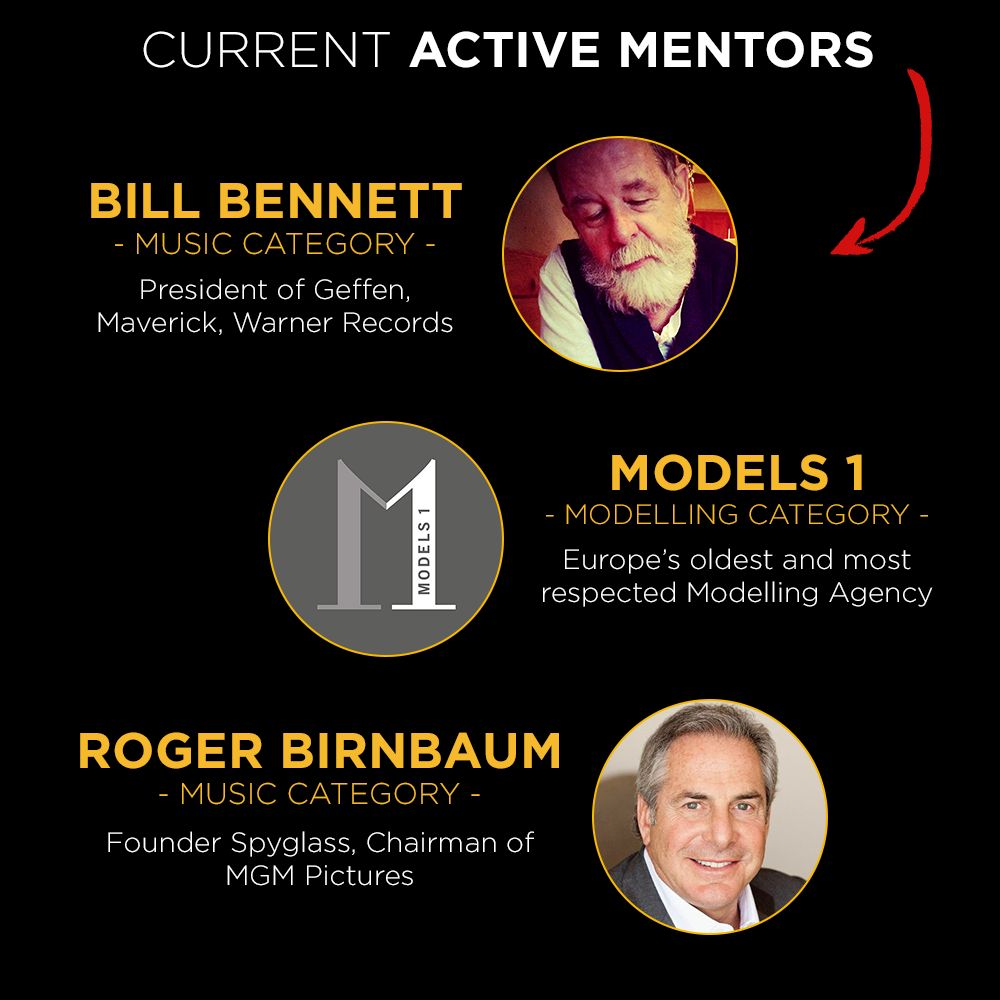 CURRENT ACTIVE MENTORS
BILL BENNETT
- MUSIC CATEGORY -
President of Geffen,
Maverick, Warner Records
MODELS 1
MODELS 1
- MODELLING CATEGORY -
Europe's oldest and most
respected Modelling Agency
ROGER BIRNBAUM
- MUSIC CATEGORY -
Founder Spyglass, Chairman of
MGM Pictures